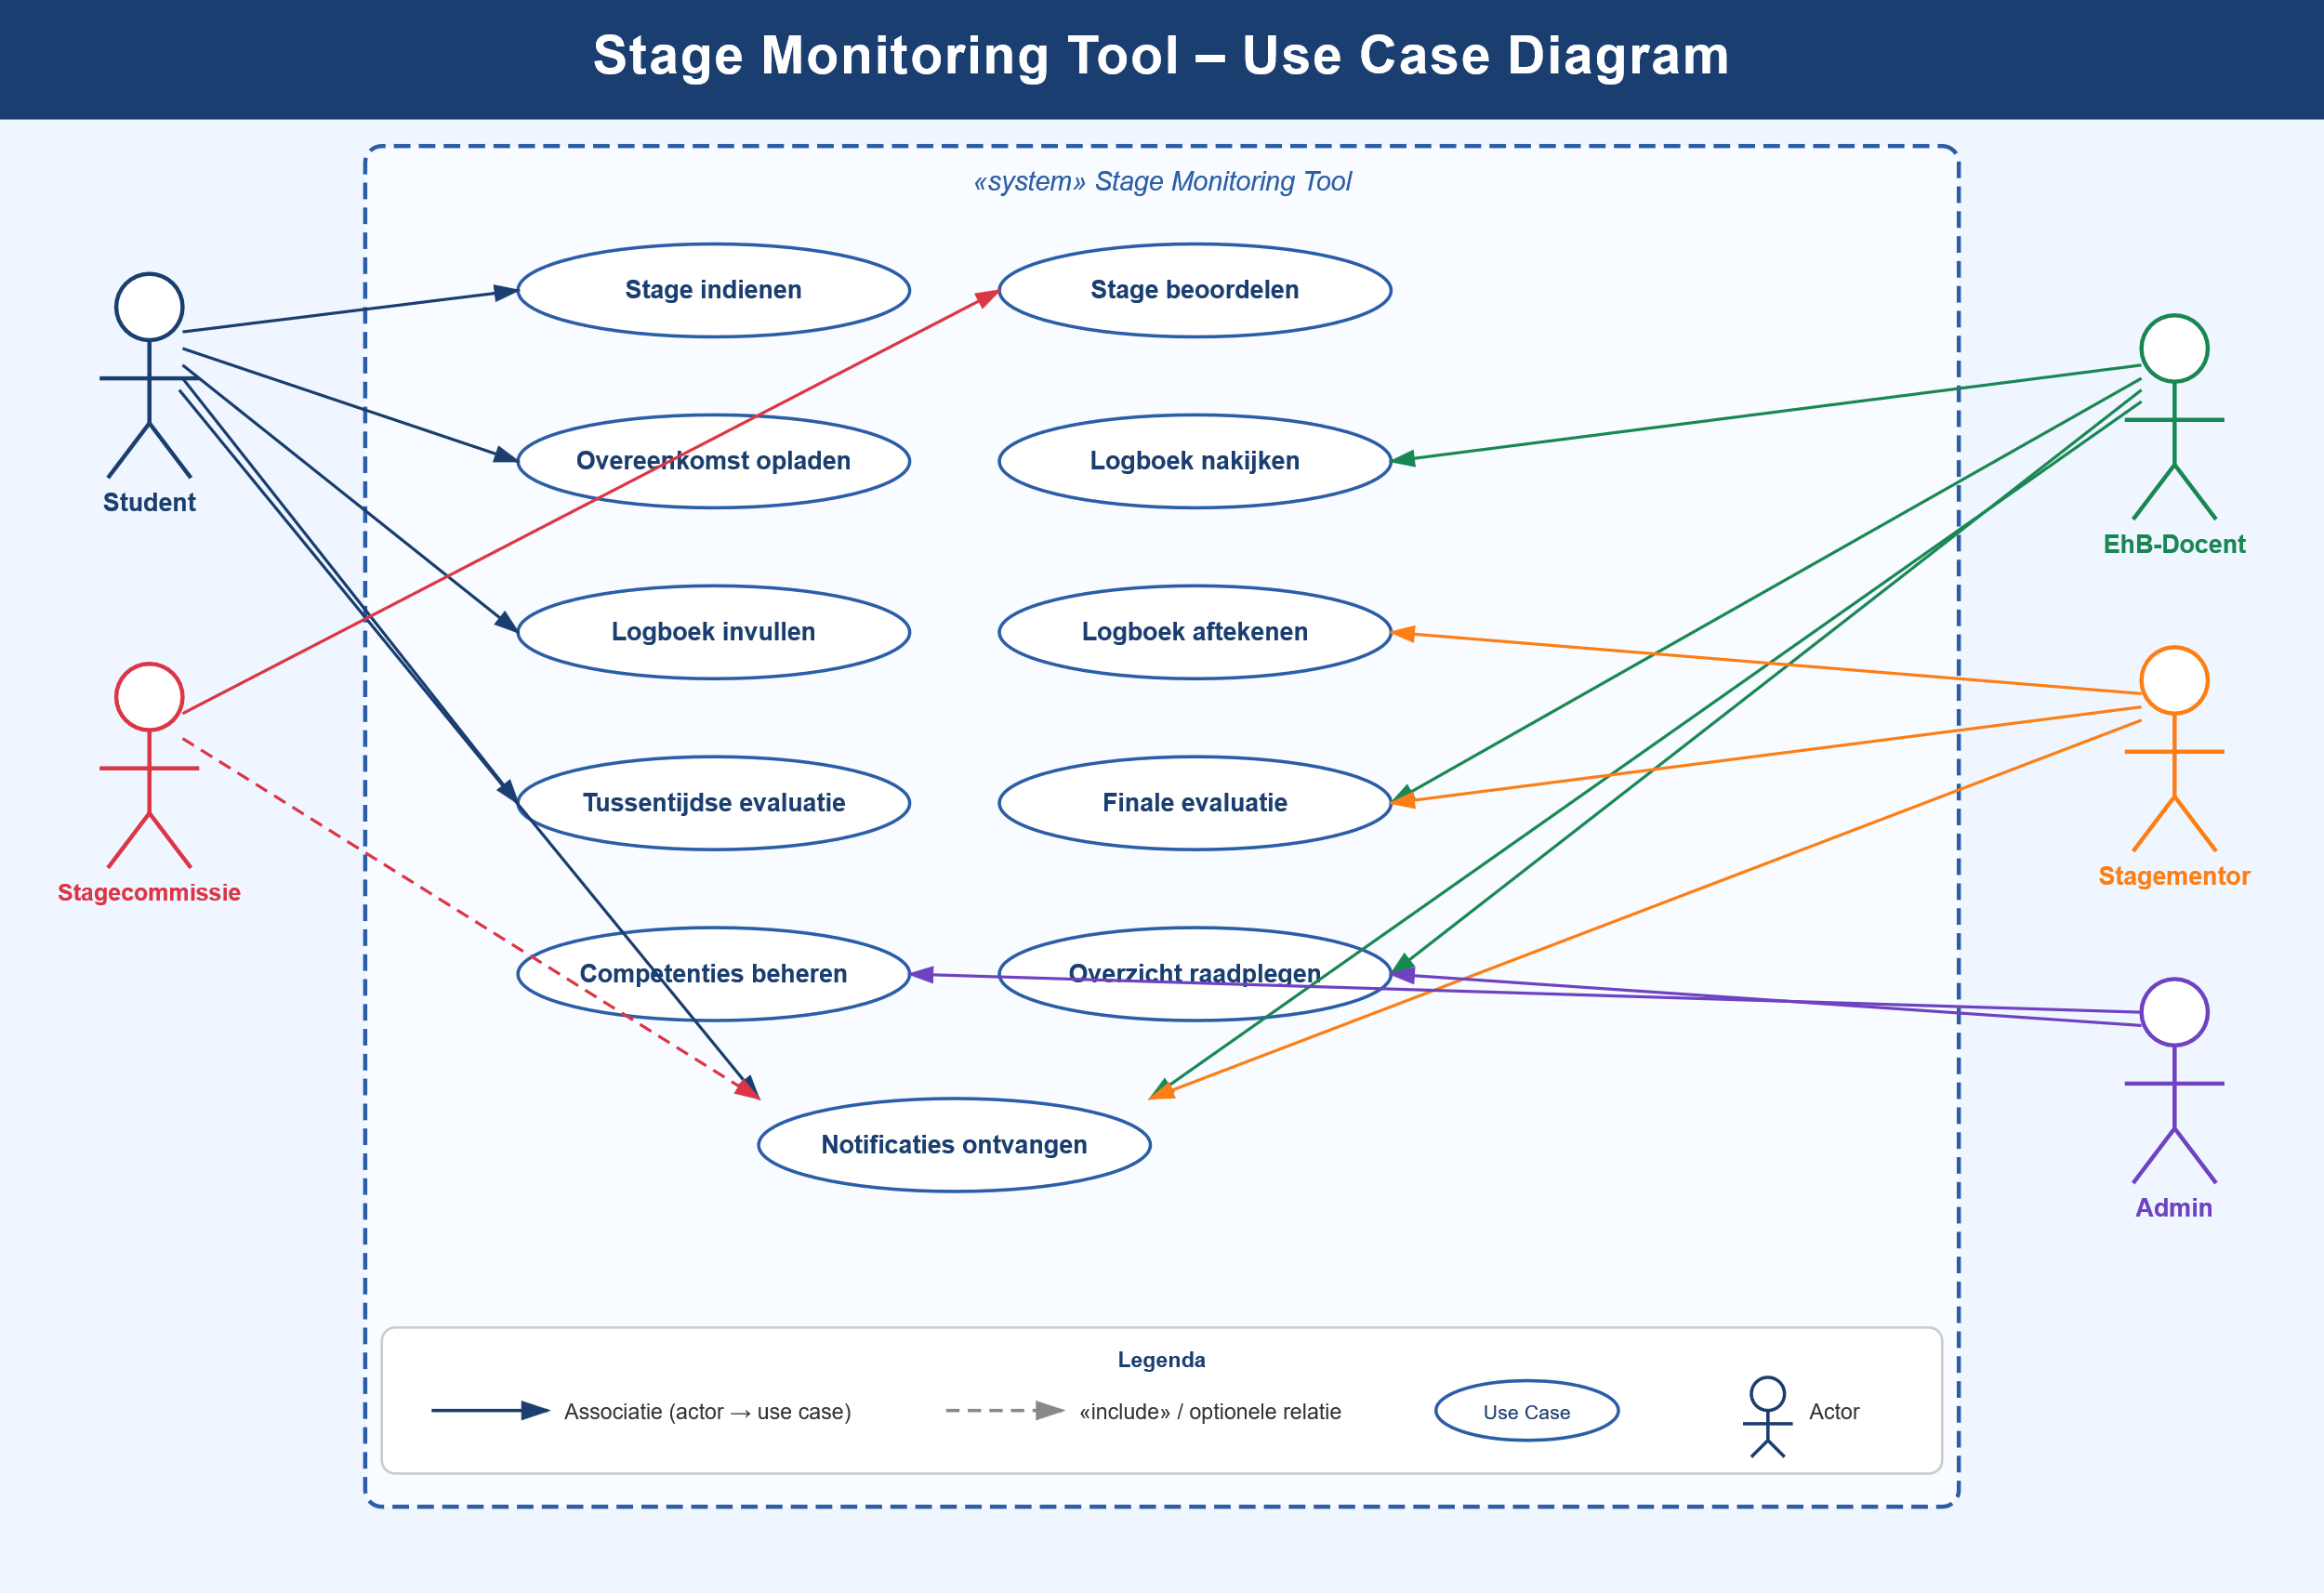 Stage Monitoring Tool – Use Case Diagram
«system» Stage Monitoring Tool
Stage indienen
Stage beoordelen
Overeenkomst opladen
Logboek nakijken
Student
EhB-Docent
Logboek invullen
Logboek aftekenen
Tussentijdse evaluatie
Finale evaluatie
Stagecommissie
Stagementor
Competenties beheren
Overzicht raadplegen
Notificaties ontvangen
Admin
Legenda
Associatie (actor → use case)
«include» / optionele relatie
Use Case
Actor